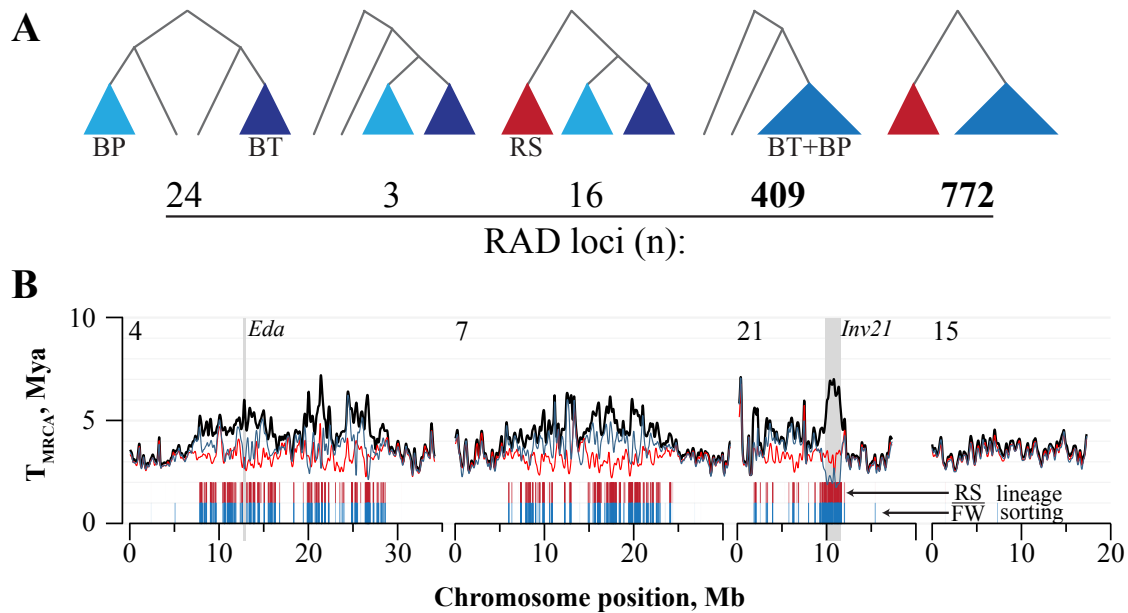 A
BP BT RS BT+BP
24 3 16 409 772
RAD loci (n):
B
10 4 Eda 7 21 Inv21 15
5
T_MRCA, Mya
RS lineage
FW sorting
0
0 10 20 30 0 10 20 0 10 0 10 20
Chromosome position, Mb